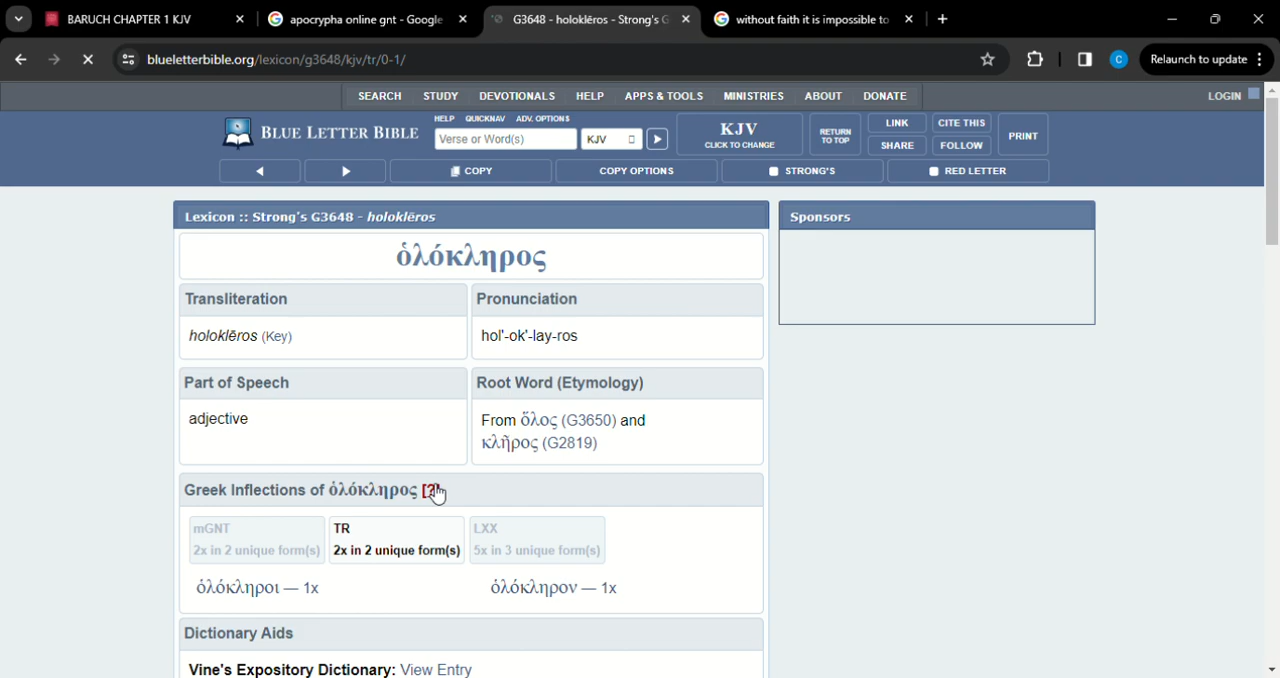 BARUCH CHAPTER 1 KJV
apocrypha online gnt - Google
G3648 - holoklēros - Strong's G
without faith it is impossible to
blueletterbible.org/lexicon/g3648/kjv/tr/0-1/
C
Relaunch to update
SEARCH STUDY DEVOTIONALS HELP APPS & TOOLS MINISTRIES ABOUT DONATE
LOGIN
BLUE LETTER BIBLE
HELP QUICKNAV ADV. OPTIONS
Verse or Word(s)
KJV
KJV
CLICK TO CHANGE
RETURN
TO TOP
LINK
CITE THIS
SHARE
FOLLOW
PRINT
COPY
COPY OPTIONS
STRONG'S
RED LETTER
Lexicon :: Strong's G3648 - holoklēros
ὁλόκληρος
Transliteration
holoklēros (Key)
Pronunciation
hol'-ok'-lay-ros
Part of Speech
adjective
Root Word (Etymology)
From ὅλος (G3650) and
κλῆρος (G2819)
Greek Inflections of ὁλόκληρος [?]
mGNT
2x in 2 unique form(s)
TR
2x in 2 unique form(s)
LXX
5x in 3 unique form(s)
ὁλόκληροι — 1x
ὁλόκληρον — 1x
Dictionary Aids
Vine's Expository Dictionary: View Entry
Sponsors